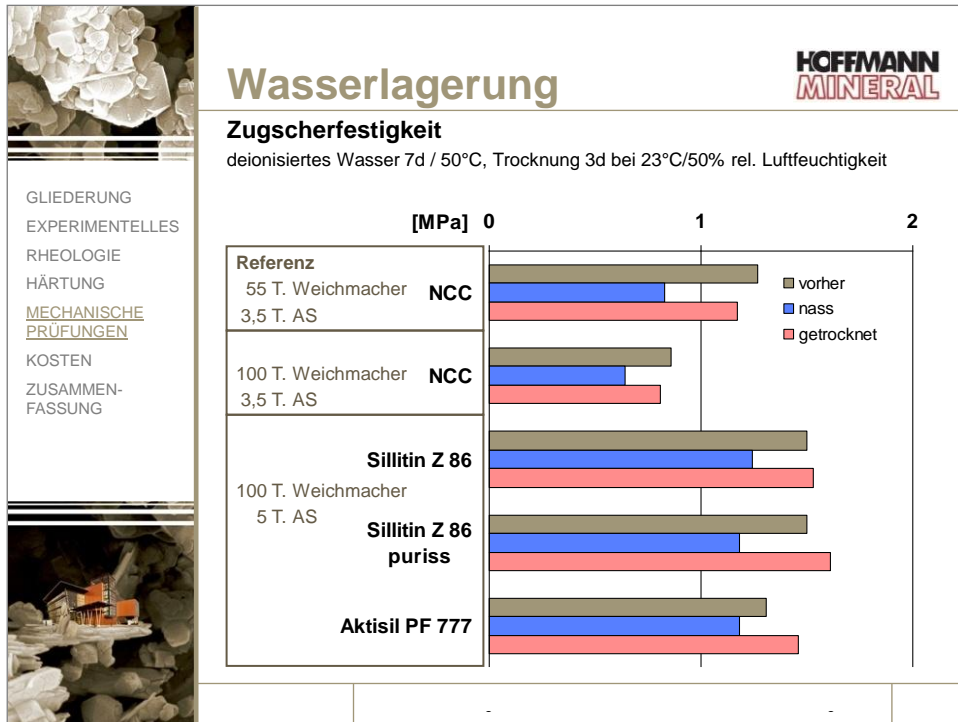 Wasserlagerung
HOFFMANN
MINERAL
Zugscherfestigkeit
deionisiertes Wasser 7d / 50°C, Trocknung 3d bei 23°C/50% rel. Luftfeuchtigkeit
GLIEDERUNG
EXPERIMENTELLES
RHEOLOGIE
HÄRTUNG
MECHANISCHE
PRÜFUNGEN
KOSTEN
ZUSAMMEN-
FASSUNG
[MPa] 0 1 2
Referenz
55 T. Weichmacher NCC
3,5 T. AS
100 T. Weichmacher NCC
3,5 T. AS
Sillitin Z 86
100 T. Weichmacher
5 T. AS
Sillitin Z 86
puriss
Aktisil PF 777
vorher
nass
getrocknet
- -